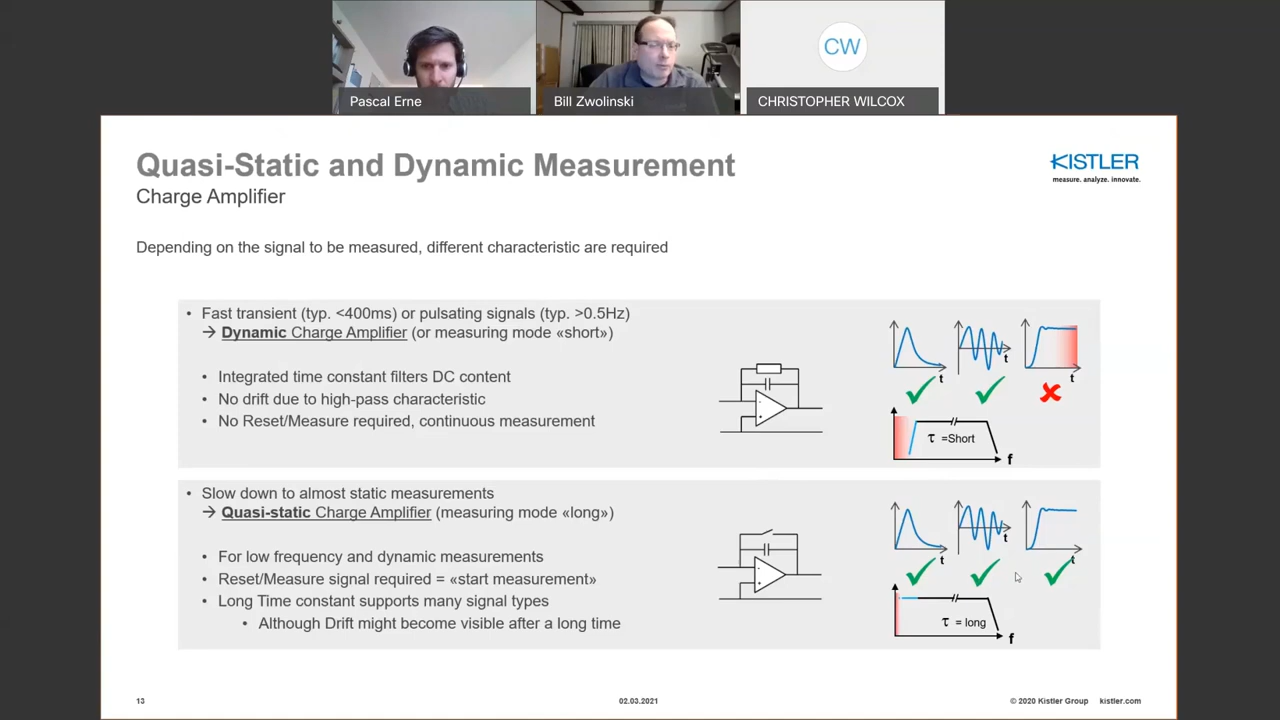 CW
Pascal Erne
Bill Zwolinski
CHRISTOPHER WILCOX
Quasi-Static and Dynamic Measurement
KISTLER
measure. analyze. innovate.
Charge Amplifier
Depending on the signal to be measured, different characteristic are required
• Fast transient (typ. <400ms) or pulsating signals (typ. >0.5Hz)
→ Dynamic Charge Amplifier (or measuring mode «short»)
• Integrated time constant filters DC content
• No drift due to high-pass characteristic
• No Reset/Measure required, continuous measurement
t
t
t
τ =Short
f
• Slow down to almost static measurements
→ Quasi-static Charge Amplifier (measuring mode «long»)
• For low frequency and dynamic measurements
• Reset/Measure signal required = «start measurement»
• Long Time constant supports many signal types
• Although Drift might become visible after a long time
t
t
t
τ = long
f
13
02.03.2021
© 2020 Kistler Group kistler.com